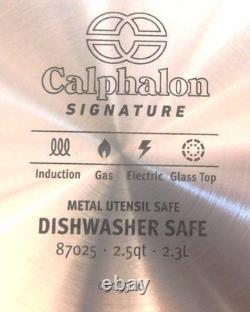 Calphalon
SIGNATURE
Induction Gas Electric Glass Top
METAL UTENSIL SAFE
DISHWASHER SAFE
87025 · 2.5qt · 2.3L